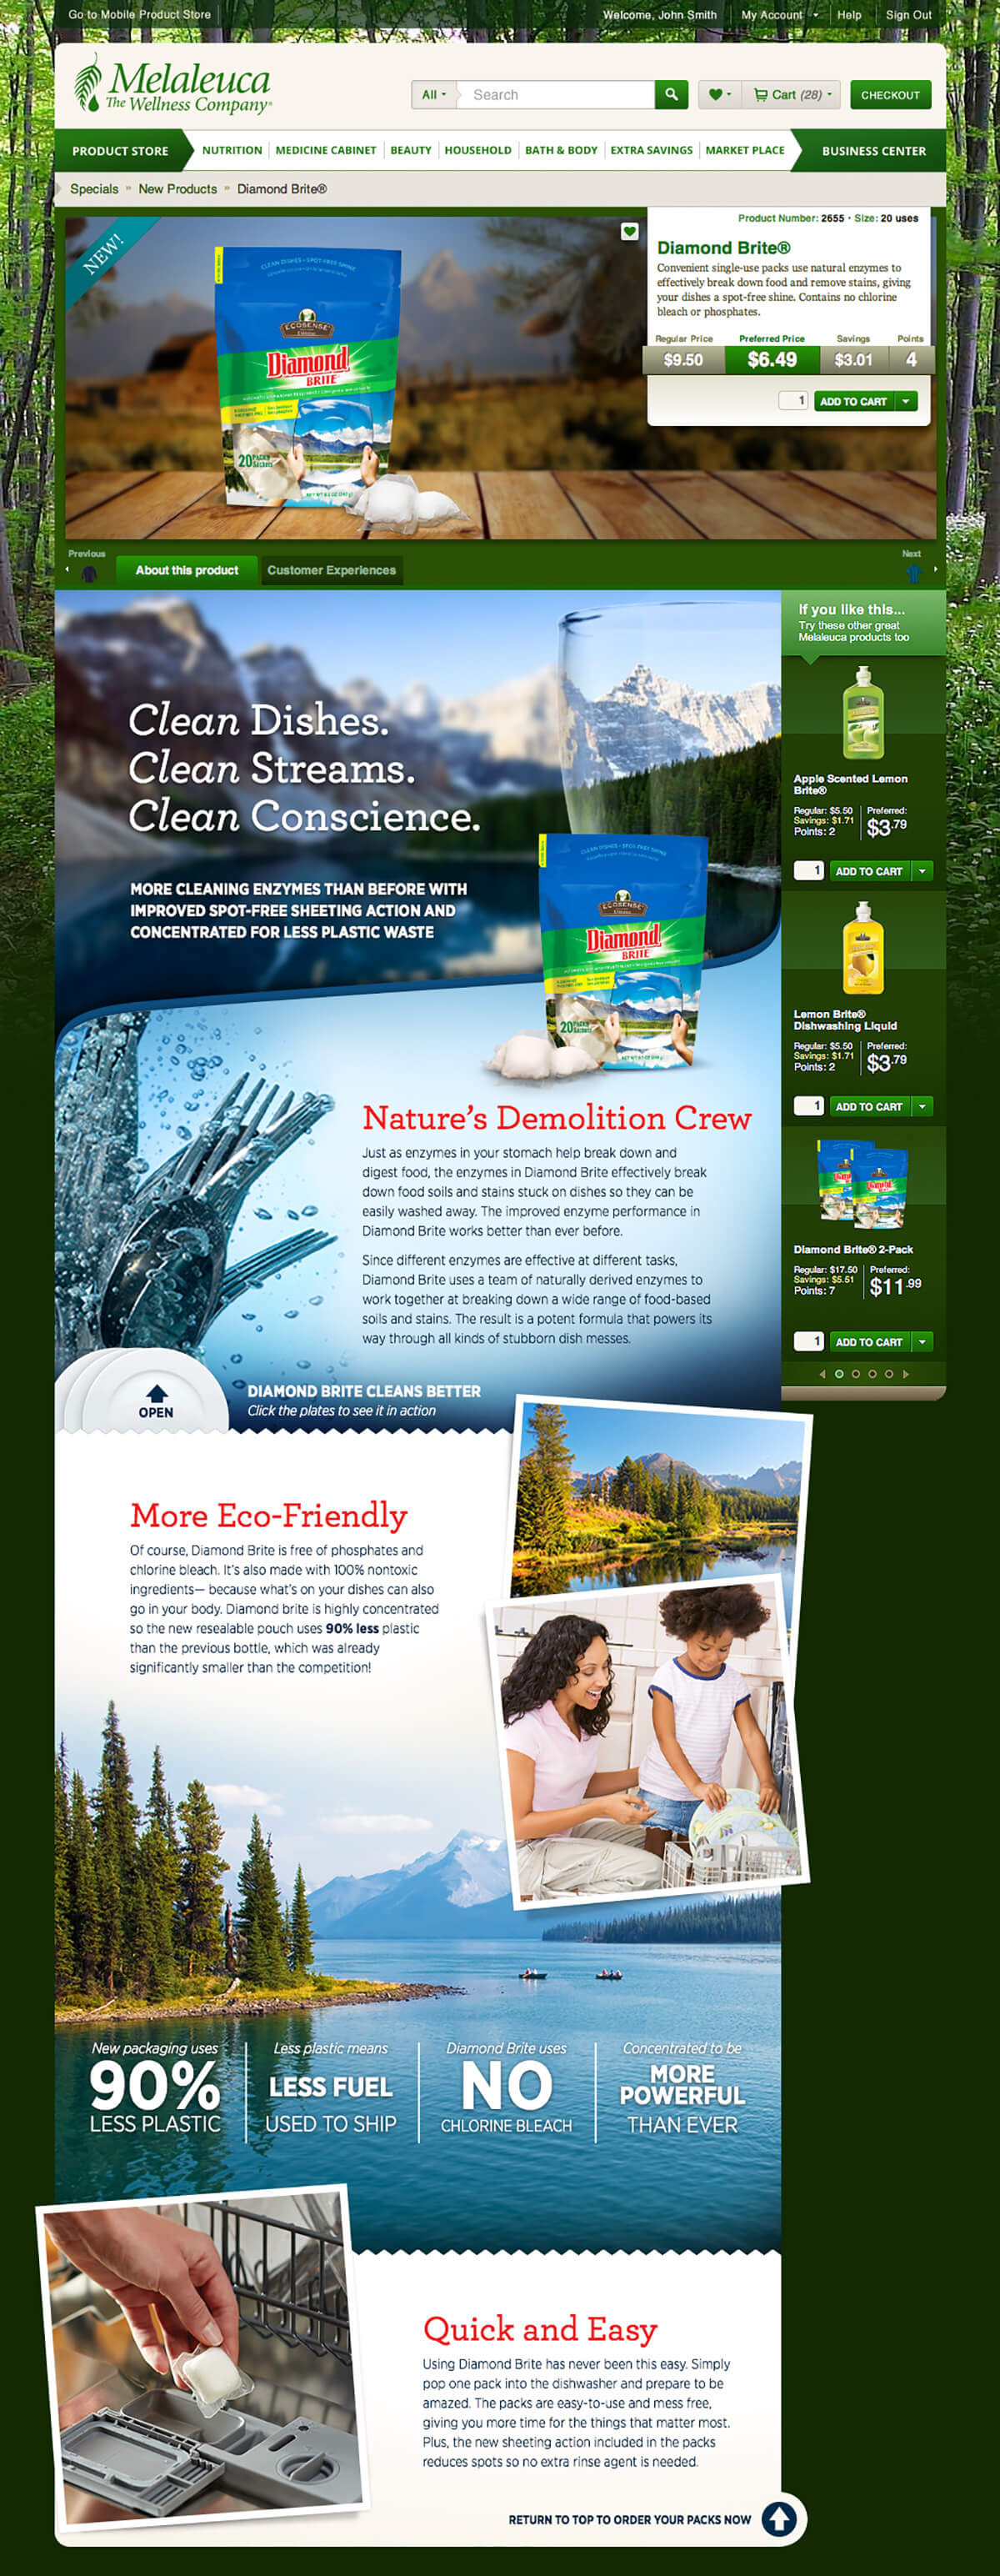 Go to Mobile Product Store
Welcome, John Smith
My Account
Help
Sign Out
Melaleuca
The Wellness Company®
All
Search
Cart (28)
CHECKOUT
PRODUCT STORE
NUTRITION
MEDICINE CABINET
BEAUTY
HOUSEHOLD
BATH & BODY
EXTRA SAVINGS
MARKET PLACE
BUSINESS CENTER
Specials » New Products » Diamond Brite®
NEW!
CLEAN DISHES • SPOT-FREE SHINE
ECOSENSE
Diamond
BRITE
20 PACKS
Product Number: 2655 • Size: 20 uses
Diamond Brite®
Convenient single-use packs use natural enzymes to
effectively break down food and remove stains, giving
your dishes a spot-free shine. Contains no chlorine
bleach or phosphates.
Regular Price
Preferred Price
Savings
Points
$9.50
$6.49
$3.01
4
1
ADD TO CART
Previous
About this product
Customer Experiences
Next
Clean Dishes.
Clean Streams.
Clean Conscience.
MORE CLEANING ENZYMES THAN BEFORE WITH
IMPROVED SPOT-FREE SHEETING ACTION AND
CONCENTRATED FOR LESS PLASTIC WASTE
CLEAN DISHES • SPOT-FREE SHINE
ECOSENSE
Diamond
BRITE
20 PACKS
If you like this...
Try these other great
Melaleuca products too
Apple Scented Lemon
Brite®
Regular: $5.50
Savings: $1.71
Points: 2
Preferred:
$3.79
1
ADD TO CART
Lemon Brite®
Dishwashing Liquid
Regular: $5.50
Savings: $1.71
Points: 2
Preferred:
$3.79
1
ADD TO CART
Diamond Brite® 2-Pack
Regular: $17.50
Savings: $5.51
Points: 7
Preferred:
$11.99
1
ADD TO CART
Nature's Demolition Crew
Just as enzymes in your stomach help break down and
digest food, the enzymes in Diamond Brite effectively break
down food soils and stains stuck on dishes so they can be
easily washed away. The improved enzyme performance in
Diamond Brite works better than ever before.
Since different enzymes are effective at different tasks,
Diamond Brite uses a team of naturally derived enzymes to
work together at breaking down a wide range of food-based
soils and stains. The result is a potent formula that powers its
way through all kinds of stubborn dish messes.
OPEN
DIAMOND BRITE CLEANS BETTER
Click the plates to see it in action
More Eco-Friendly
Of course, Diamond Brite is free of phosphates and
chlorine bleach. It's also made with 100% nontoxic
ingredients— because what's on your dishes can also
go in your body. Diamond brite is highly concentrated
so the new resealable pouch uses 90% less plastic
than the previous bottle, which was already
significantly smaller than the competition!
New packaging uses
90%
LESS PLASTIC
Less plastic means
LESS FUEL
USED TO SHIP
Diamond Brite uses
NO
CHLORINE BLEACH
Concentrated to be
MORE
POWERFUL
THAN EVER
Quick and Easy
Using Diamond Brite has never been this easy. Simply
pop one pack into the dishwasher and prepare to be
amazed. The packs are easy-to-use and mess free,
giving you more time for the things that matter most.
Plus, the new sheeting action included in the packs
reduces spots so no extra rinse agent is needed.
RETURN TO TOP TO ORDER YOUR PACKS NOW